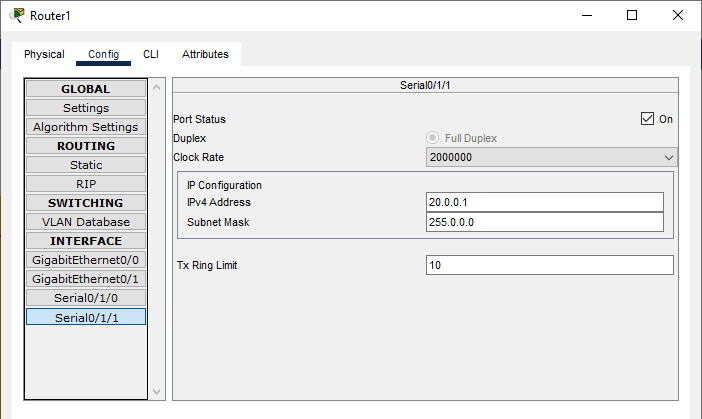 Router1
Physical Config CLI Attributes
GLOBAL
Settings
Algorithm Settings
ROUTING
Static
RIP
SWITCHING
VLAN Database
INTERFACE
GigabitEthernet0/0
GigabitEthernet0/1
Serial0/1/0
Serial0/1/1
Serial0/1/1
Port Status On
Duplex Full Duplex
Clock Rate 2000000
IP Configuration
IPv4 Address 20.0.0.1
Subnet Mask 255.0.0.0
Tx Ring Limit 10